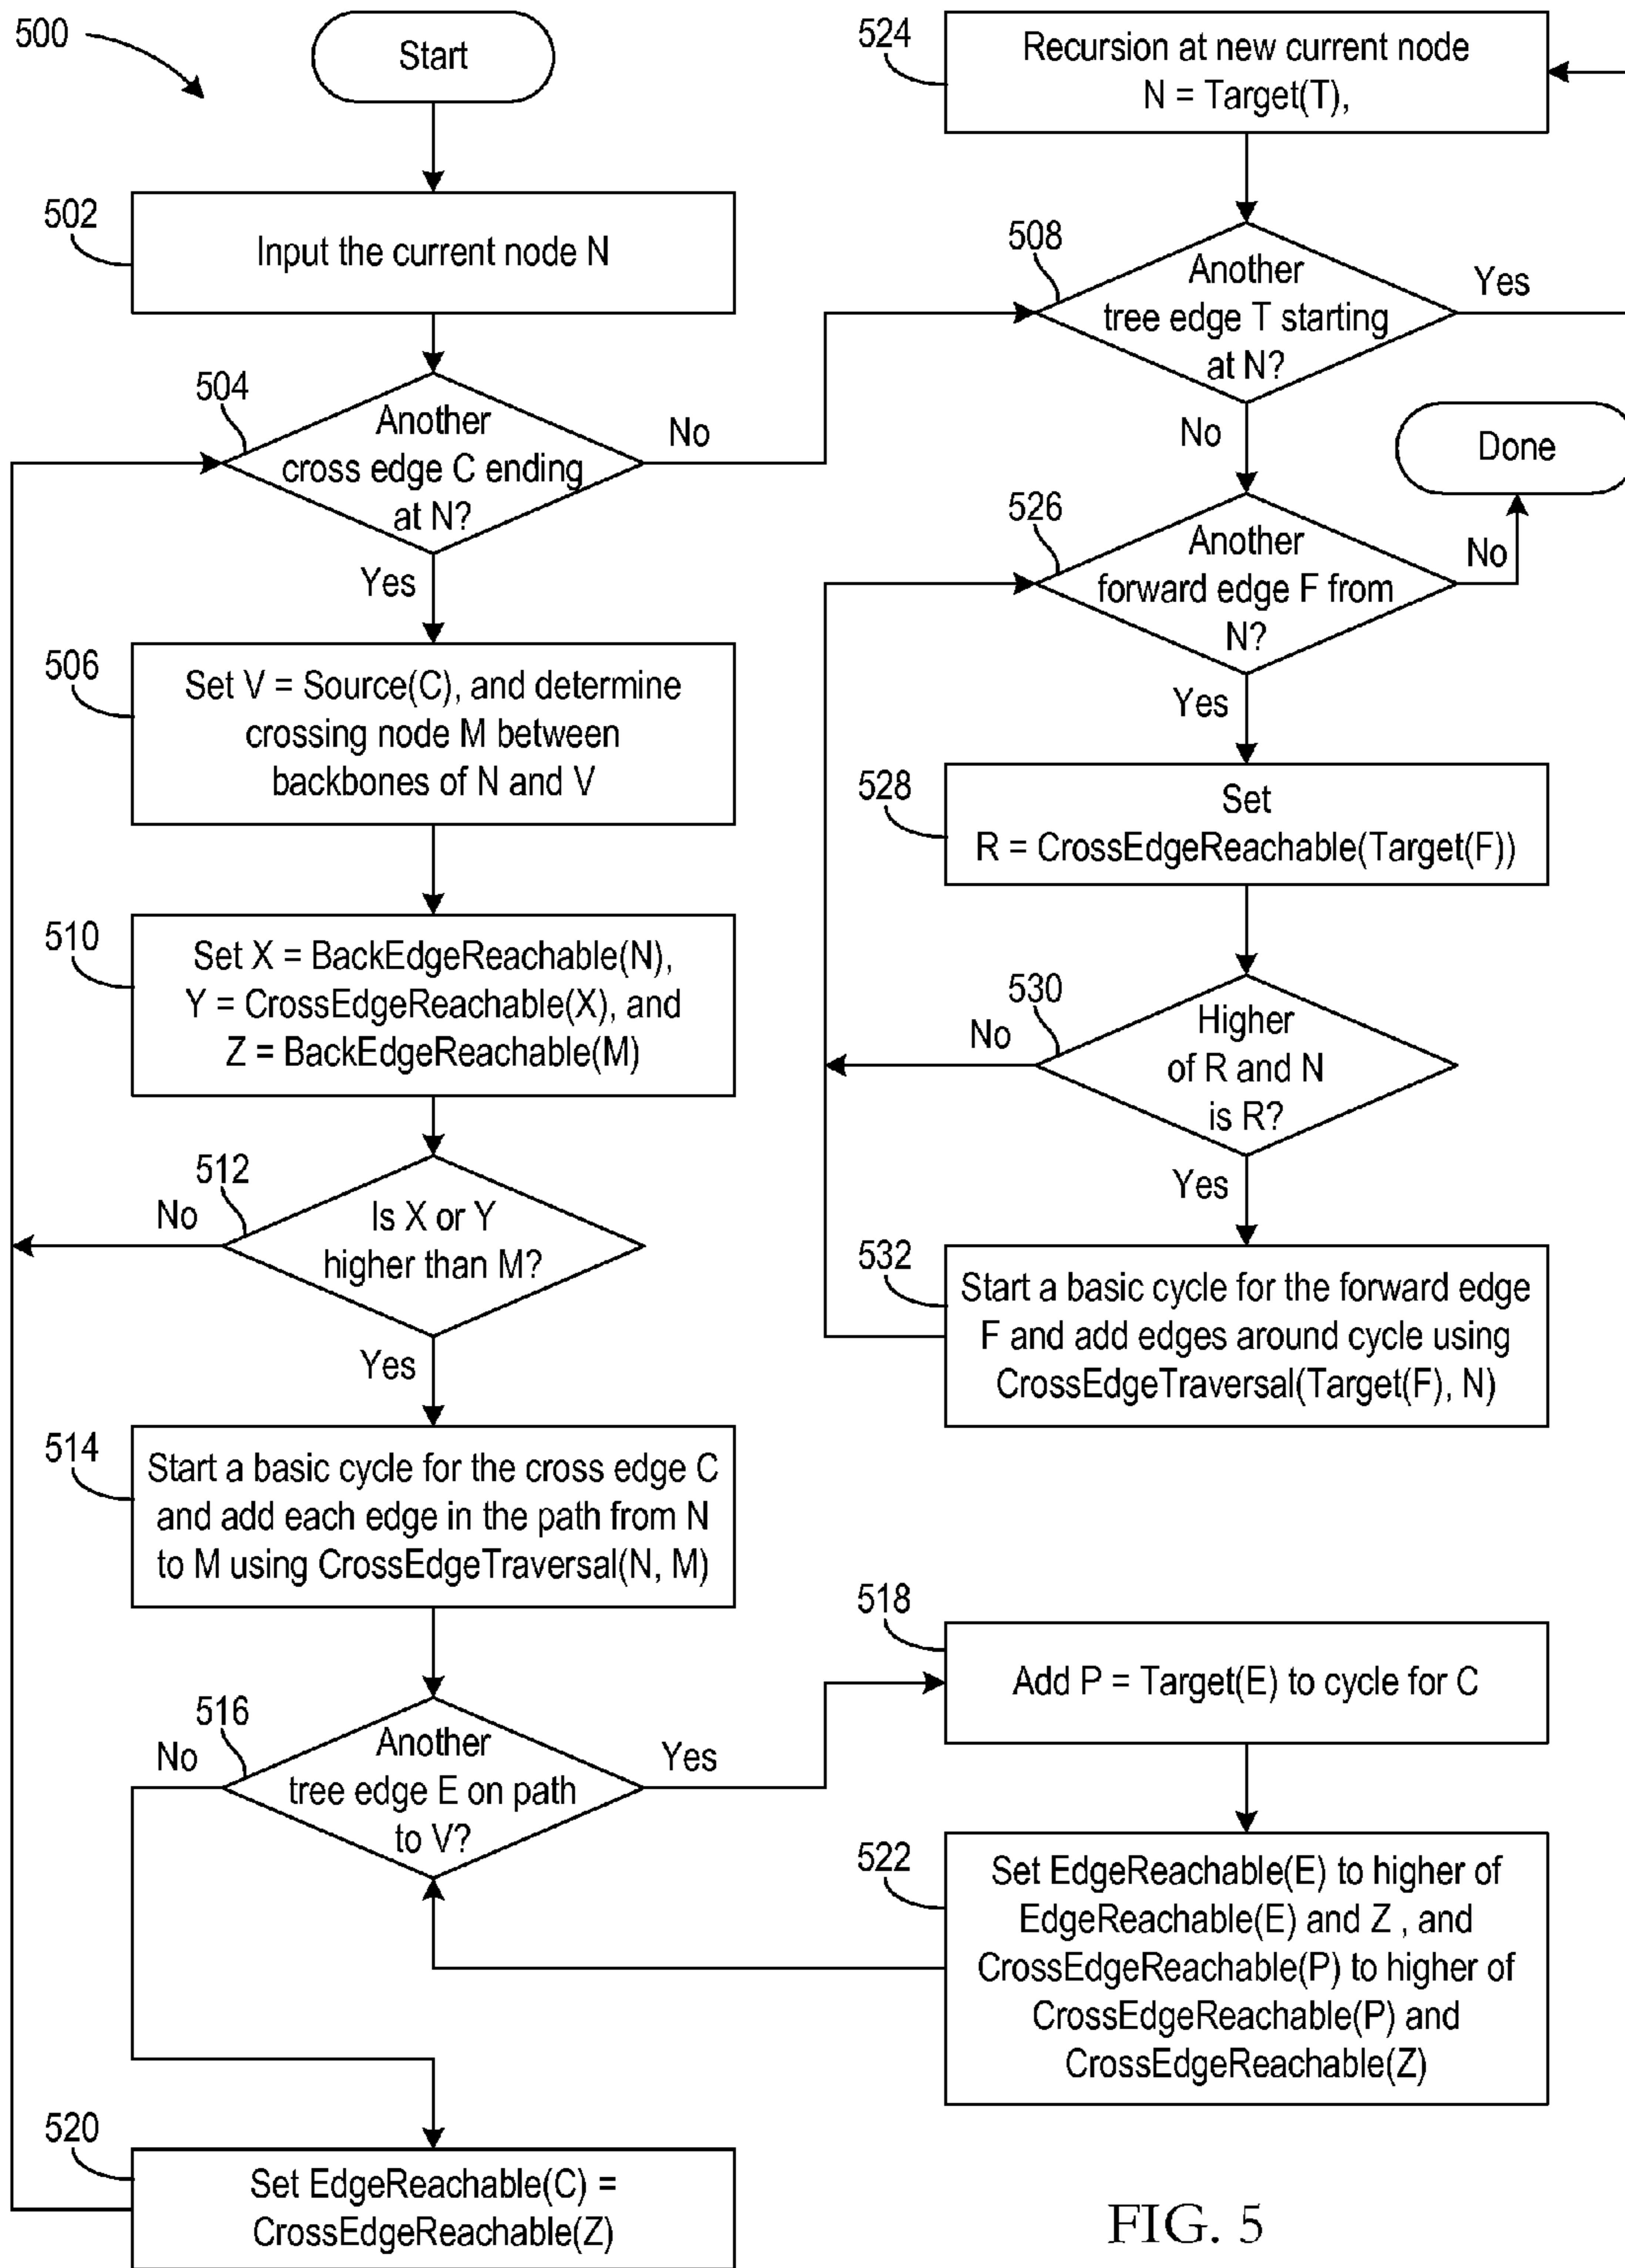 500
Start
502
Input the current node N
504
Another
cross edge C ending
at N?
No
Yes
506
Set V = Source(C), and determine
crossing node M between
backbones of N and V
510
Set X = BackEdgeReachable(N),
Y = CrossEdgeReachable(X), and
Z = BackEdgeReachable(M)
512
Is X or Y
higher than M?
No
Yes
514
Start a basic cycle for the cross edge C
and add each edge in the path from N
to M using CrossEdgeTraversal(N, M)
516
Another
tree edge E on path
to V?
No
Yes
520
Set EdgeReachable(C) =
CrossEdgeReachable(Z)
524
Recursion at new current node
N = Target(T),
508
Another
tree edge T starting
at N?
Yes
No
Done
526
Another
forward edge F from
N?
No
Yes
528
Set
R = CrossEdgeReachable(Target(F))
530
Higher
of R and N
is R?
No
Yes
532
Start a basic cycle for the forward edge
F and add edges around cycle using
CrossEdgeTraversal(Target(F), N)
518
Add P = Target(E) to cycle for C
522
Set EdgeReachable(E) to higher of
EdgeReachable(E) and Z , and
CrossEdgeReachable(P) to higher of
CrossEdgeReachable(P) and
CrossEdgeReachable(Z)
FIG. 5